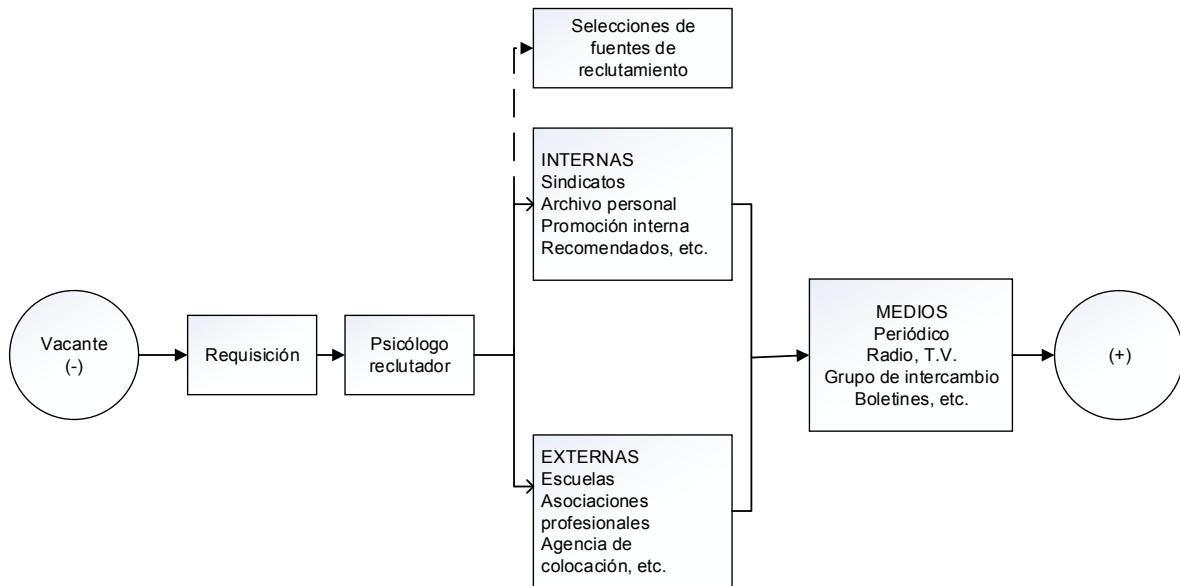 Selecciones de
fuentes de
reclutamiento
INTERNAS
Sindicatos
Archivo personal
Promoción interna
Recomendados, etc.
Vacante
(-)
Requisición
Psicólogo
reclutador
MEDIOS
Periódico
Radio, T.V.
Grupo de intercambio
Boletines, etc.
(+)
EXTERNAS
Escuelas
Asociaciones
profesionales
Agencia de
colocación, etc.